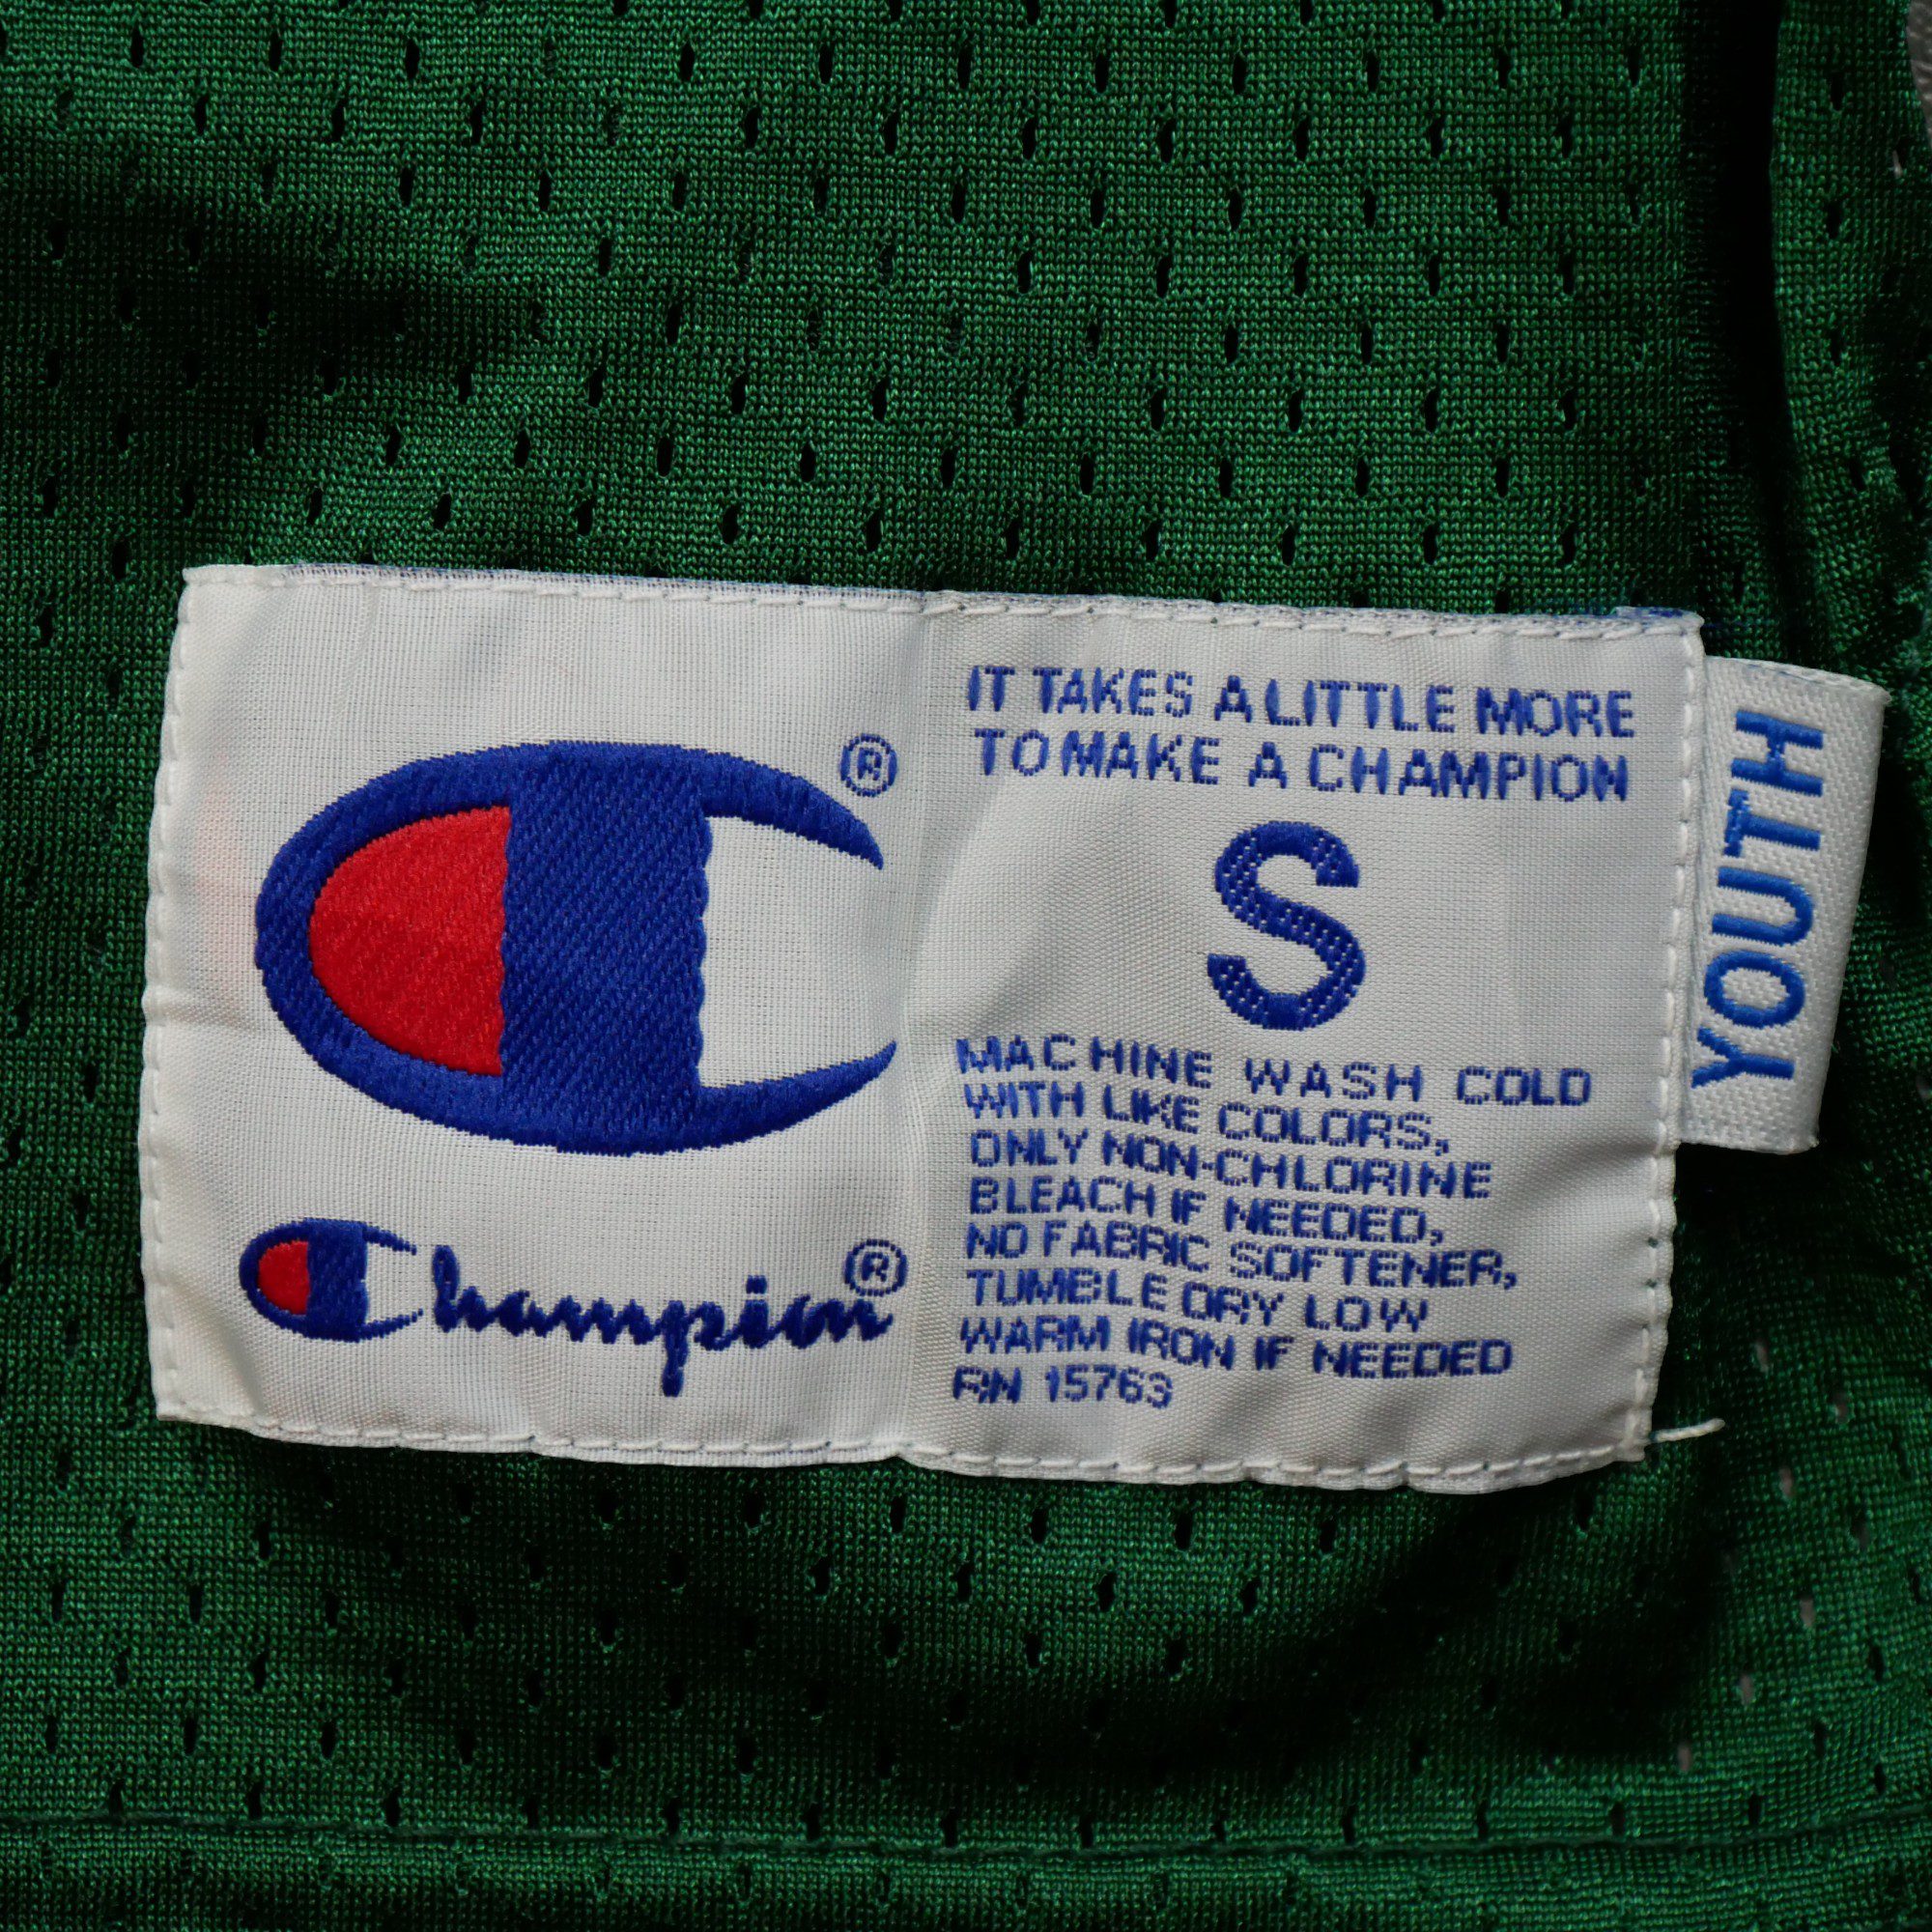 ®
Champion®
IT TAKES A LITTLE MORE
TO MAKE A CHAMPION
S
MACHINE WASH COLD
WITH LIKE COLORS,
ONLY NON-CHLORINE
BLEACH IF NEEDED,
NO FABRIC SOFTENER,
TUMBLE DRY LOW
WARM IRON IF NEEDED
RN 15763
YOUTH